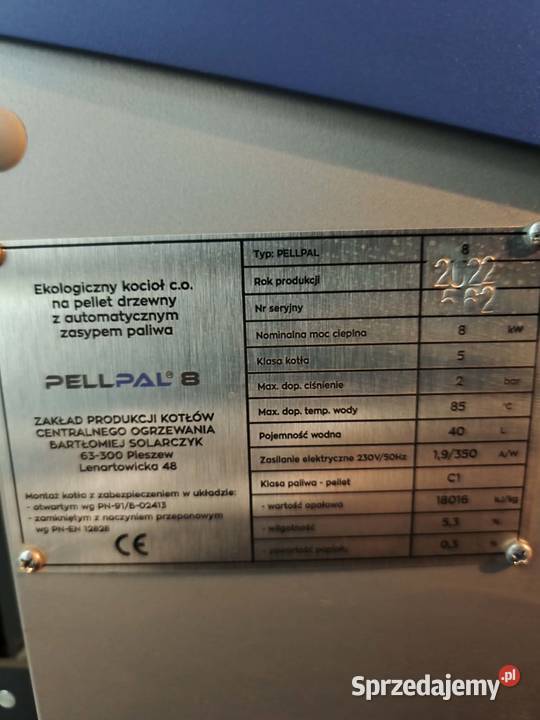 Ekologiczny kocioł c.o.
na pellet drzewny
z automatycznym
zasypem paliwa
PELLPAL® 8
ZAKŁAD PRODUKCJI KOTŁÓW
CENTRALNEGO OGRZEWANIA
BARTŁOMIEJ SOLARCZYK
63-300 Pleszew
Lenartowicka 48
Montaż kotła z zabezpieczeniem w układzie:
- otwartym wg PN-91/B-02413
- zamkniętym z naczyniem przeponowym
wg PN-EN 12828
CE
Typ: PELLPAL 8
Rok produkcji 2022
Nr seryjny
Nominalna moc cieplna 8 kW
Klasa kotła 5
Max. dop. ciśnienie 2 bar
Max. dop. temp. wody 85 °C
Pojemność wodna 40 L
Zasilanie elektryczne 230V/50Hz 1,9/350 A/W
Klasa paliwa - pellet C1
- wartość opałowa 18016 kJ/kg
- wilgotność 5,3 %
- zawartość popiołu 0,3 %
Sprzedajemy.pl